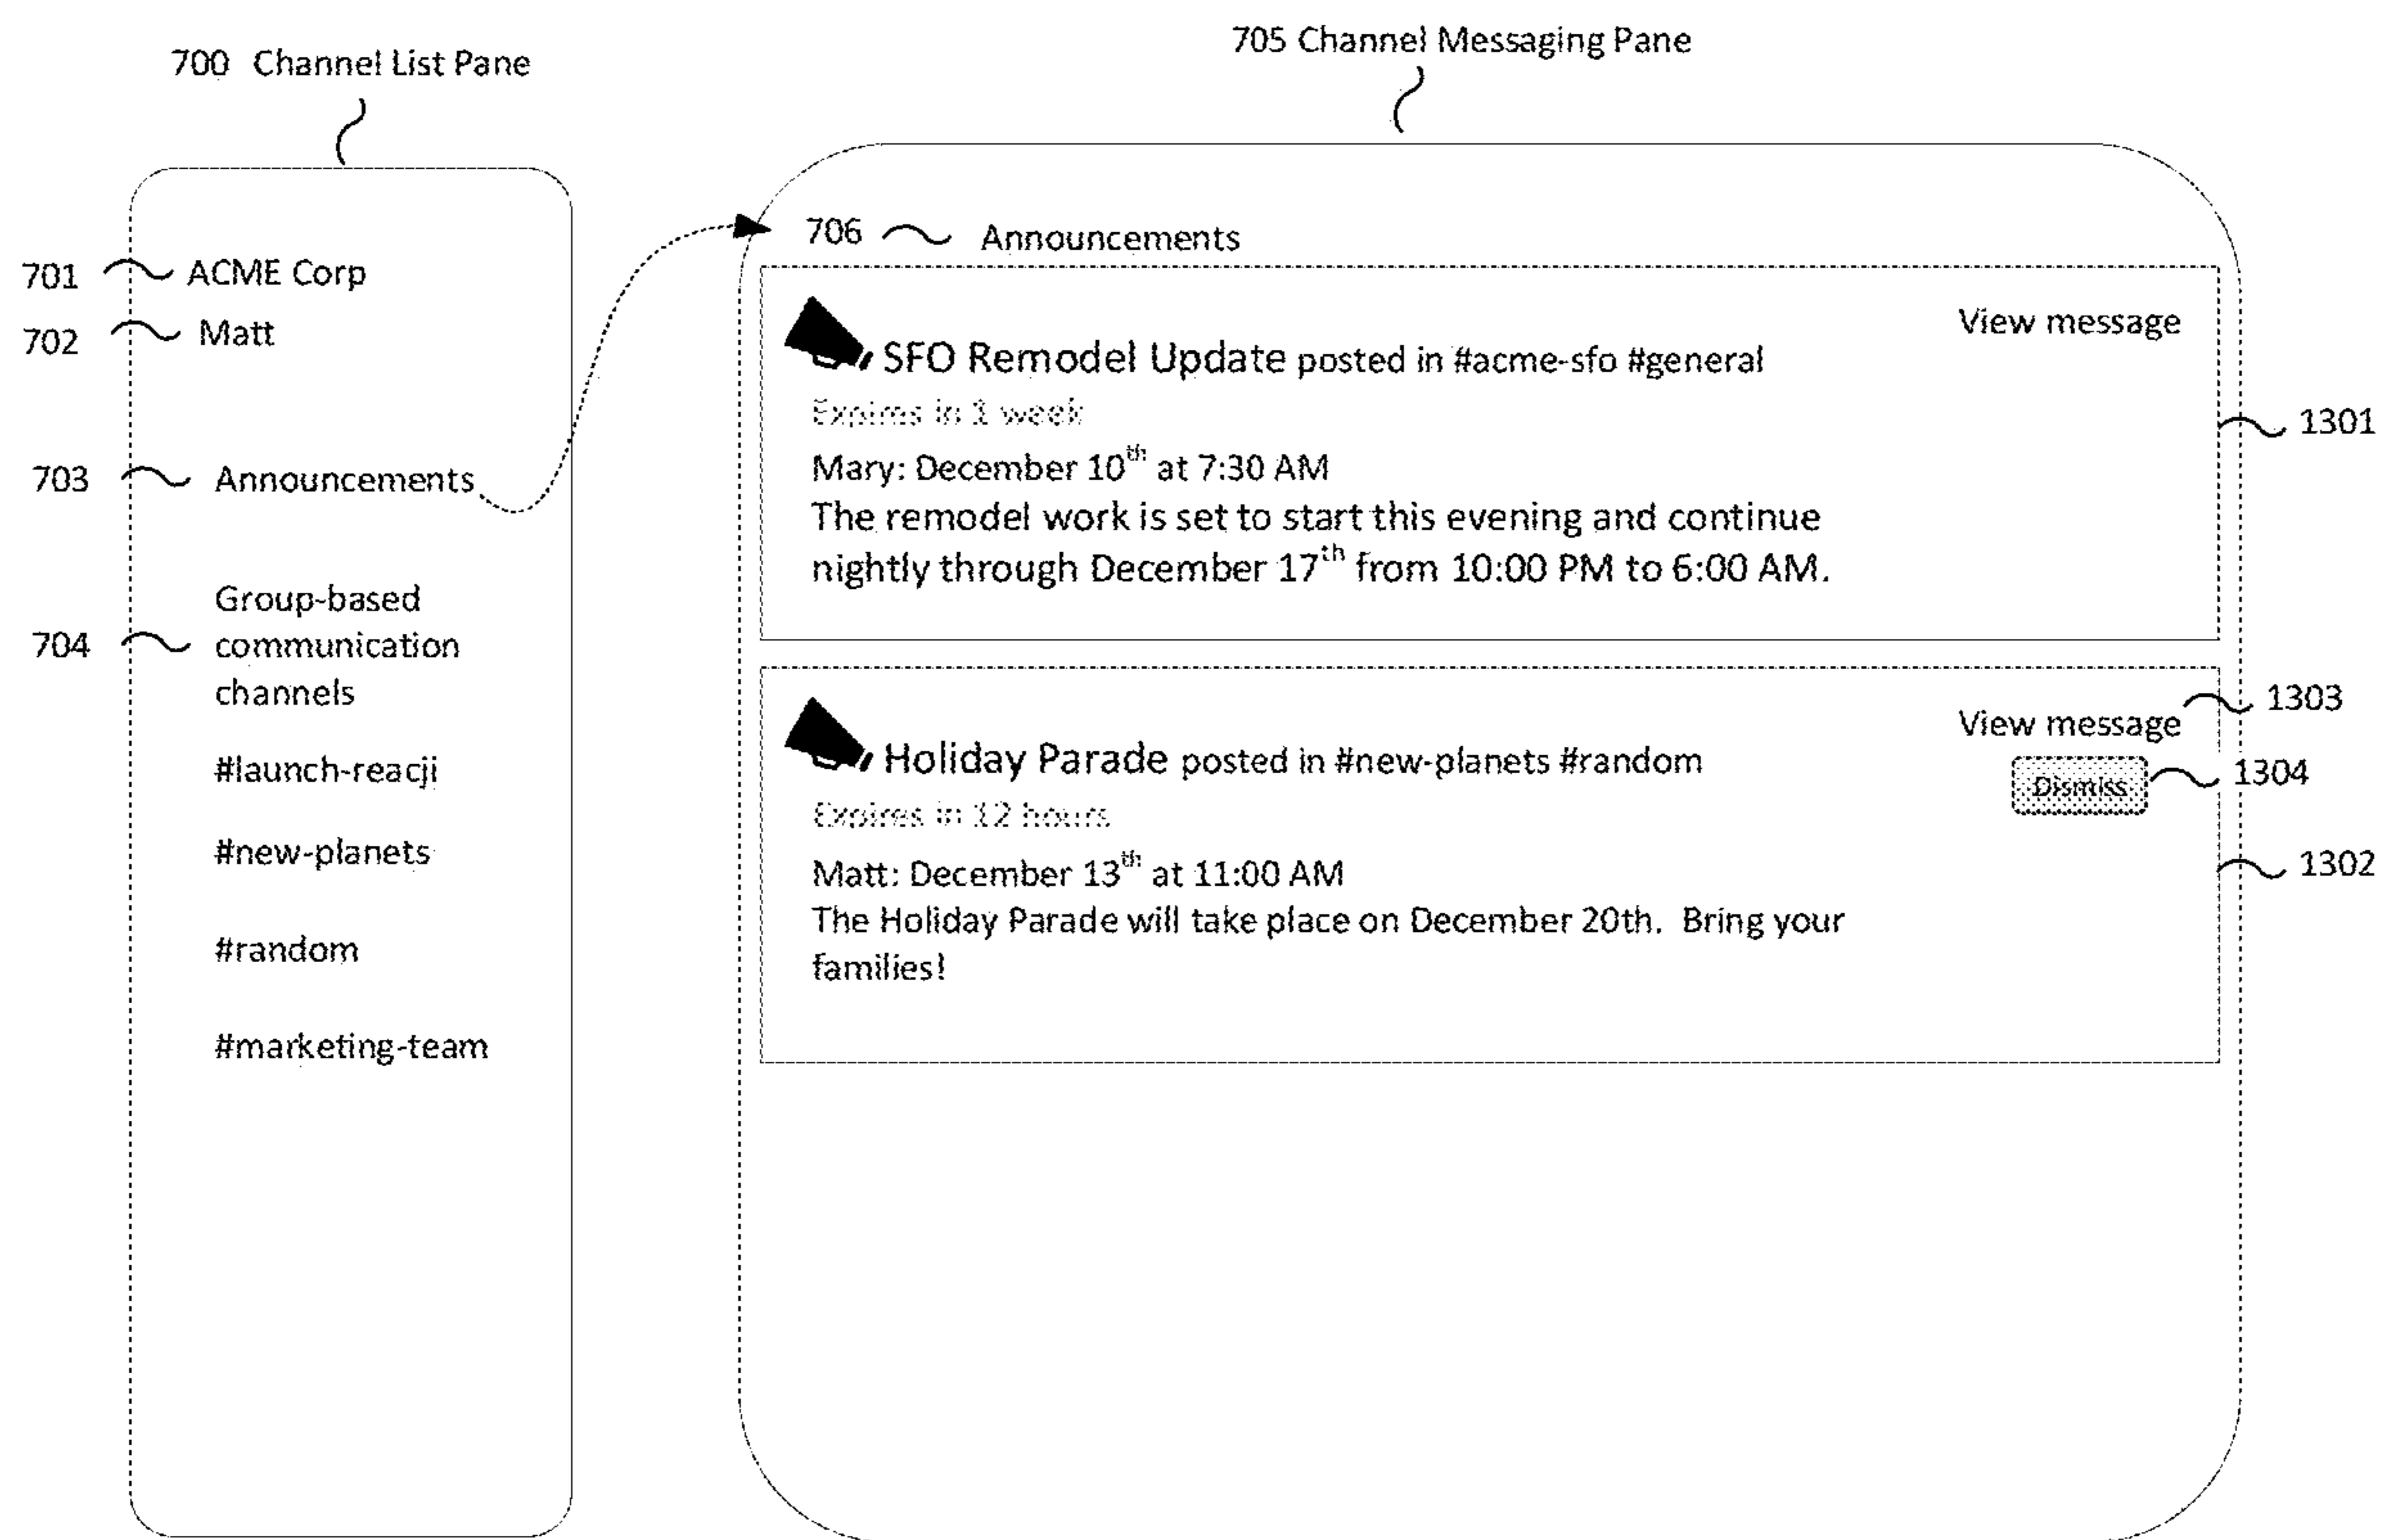 700 Channel List Pane
701 ACME Corp
702 Matt
703 Announcements
Group-based
704 communication
channels
#launch-reacji
#new-planets
#random
#marketing-team
705 Channel Messaging Pane
706 Announcements
View message
SFO Remodel Update posted in #acme-sfo #general
Expires in 1 week
1301
Mary: December 10th at 7:30 AM
The remodel work is set to start this evening and continue
nightly through December 17th from 10:00 PM to 6:00 AM.
1303
View message
Holiday Parade posted in #new-planets #random
Dismiss 1304
Expires in 12 hours
1302
Matt: December 13th at 11:00 AM
The Holiday Parade will take place on December 20th. Bring your
families!